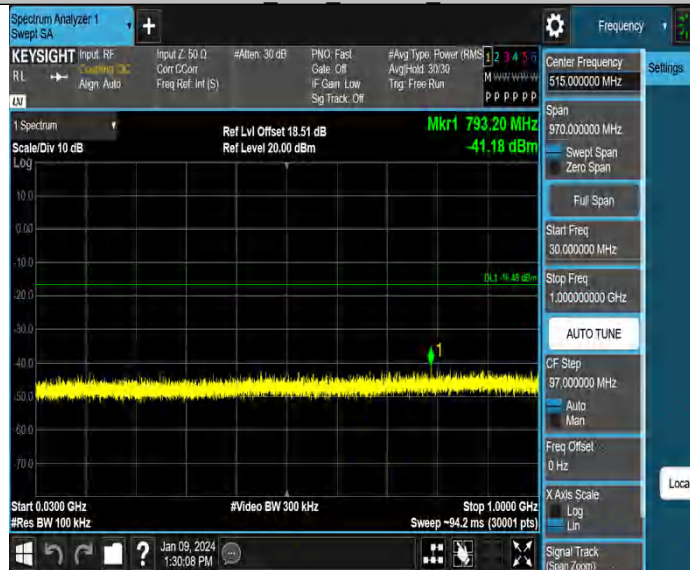 Spectrum Analyzer 1
Swept SA
+
Frequency
KEYSIGHT
RL
Input: RF
Coupling: DC
Align: Auto
Input Z: 50 Ω
Corr CCorr
Freq Ref: Int (S)
#Atten: 30 dB
PNO: Fast
Gate: Off
IF Gain: Low
Sig Track: Off
#Avg Type: Power (RMS
Avg|Hold: 30/30
Trig: Free Run
1 2 3 4 5 6
M W W W W W
P P P P P P
LXI
1 Spectrum
Scale/Div 10 dB
Log
Ref Lvl Offset 18.51 dB
Ref Level 20.00 dBm
Mkr1 793.20 MHz
-41.18 dBm
10.0
0.00
-20.0
-40.0
-50.0
-60.0
-70.0
1
Start 0.0300 GHz
#Res BW 100 kHz
#Video BW 300 kHz
Stop 1.0000 GHz
Sweep ~94.2 ms (30001 pts)
Jan 09, 2024
1:30:08 PM
Center Frequency
515.000000 MHz
Span
970.000000 MHz
Swept Span
Zero Span
Full Span
Start Freq
30.000000 MHz
Stop Freq
1.000000000 GHz
AUTO TUNE
CF Step
97.000000 MHz
Auto
Man
Freq Offset
0 Hz
X Axis Scale
Log
Lin
Signal Track
(Span Zoom)
Settings
Loca